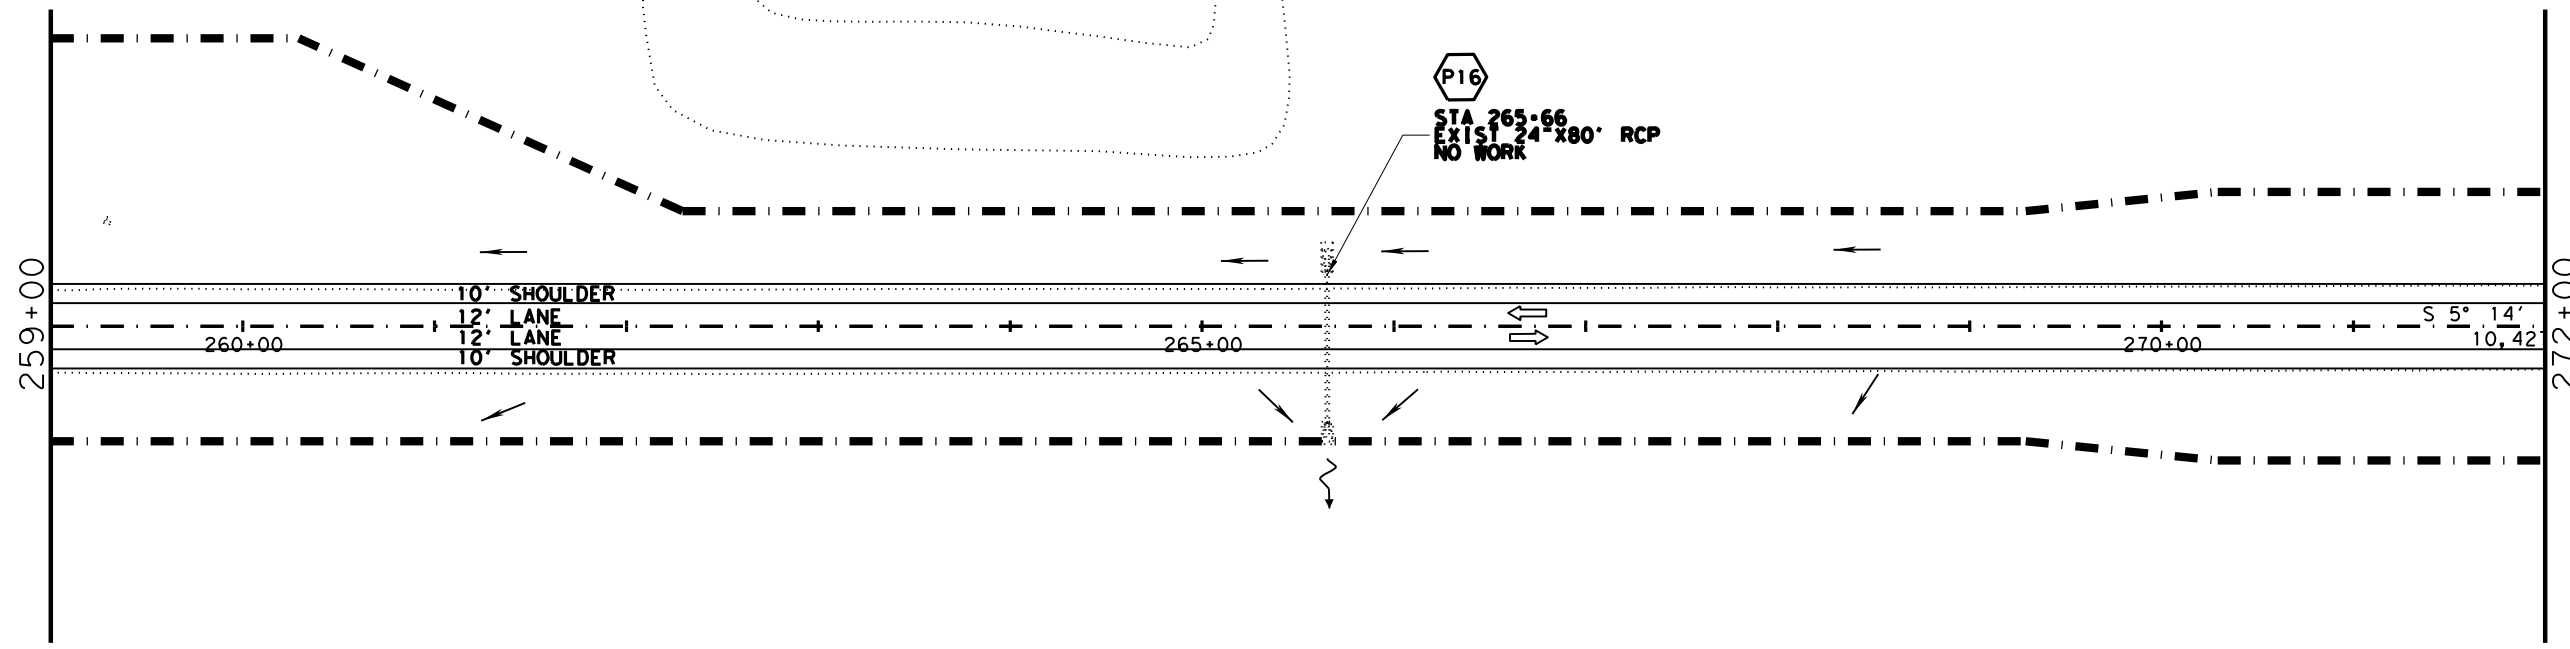 P16
STA 265+66
EXIST 24"X80' RCP
NO WORK
259+00
10' SHOULDER
12' LANE
12' LANE
10' SHOULDER
260+00
265+00
270+00
S 5° 14'
10,42
272+00